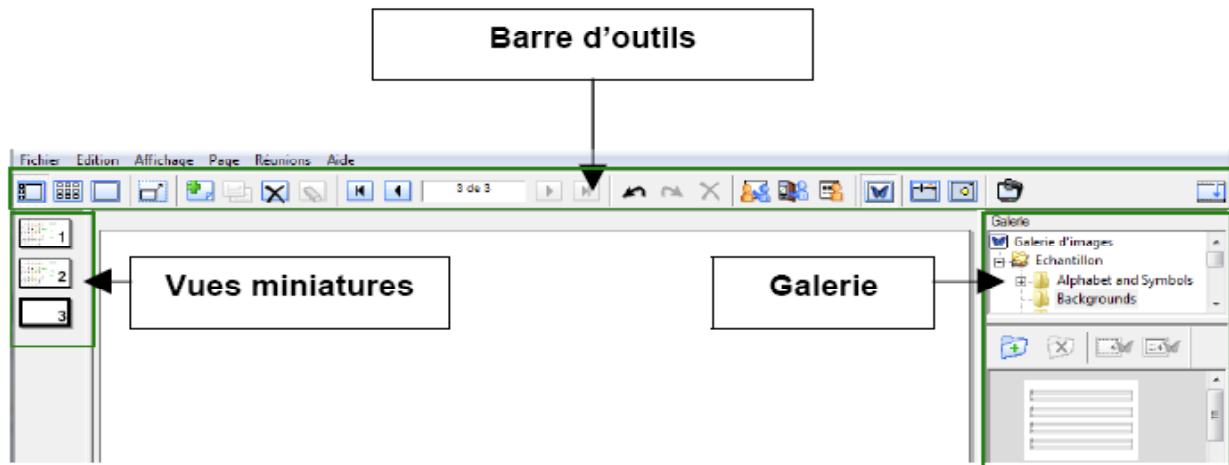 Barre d’outils
Fichier Edition Affichage Page Réunions Aide
3 de 3
Galerie
1
Galerie d'images
Echantillon
2
Vues miniatures
Galerie
Alphabet and Symbols
Backgrounds
3